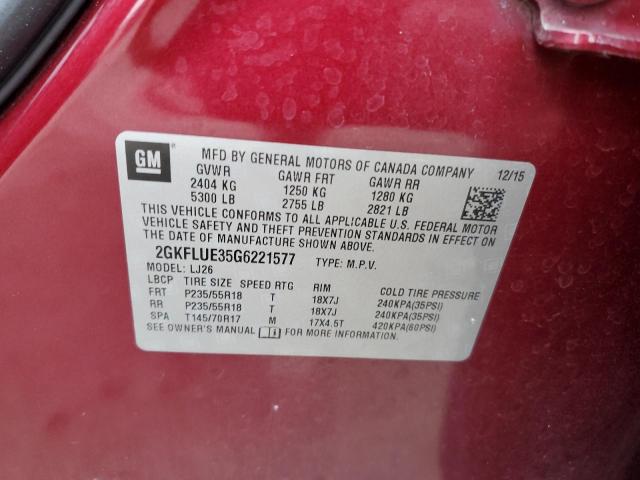 GM
MFD BY GENERAL MOTORS OF CANADA COMPANY
GVWR GAWR FRT GAWR RR 12/15
2404 KG 1250 KG 1280 KG
5300 LB 2755 LB 2821 LB
THIS VEHICLE CONFORMS TO ALL APPLICABLE U.S. FEDERAL MOTOR
VEHICLE SAFETY AND THEFT PREVENTION STANDARDS IN EFFECT ON
THE DATE OF MANUFACTURE SHOWN ABOVE.
2GKFLUE35G6221577 TYPE: M.P.V.
MODEL: LJ26
LBCP TIRE SIZE SPEED RTG RIM COLD TIRE PRESSURE
FRT P235/55R18 T 18X7J 240KPA(35PSI)
RR P235/55R18 T 18X7J 240KPA(35PSI)
SPA T145/70R17 M 17X4.5T 420KPA(60PSI)
SEE OWNER'S MANUAL FOR MORE INFORMATION.